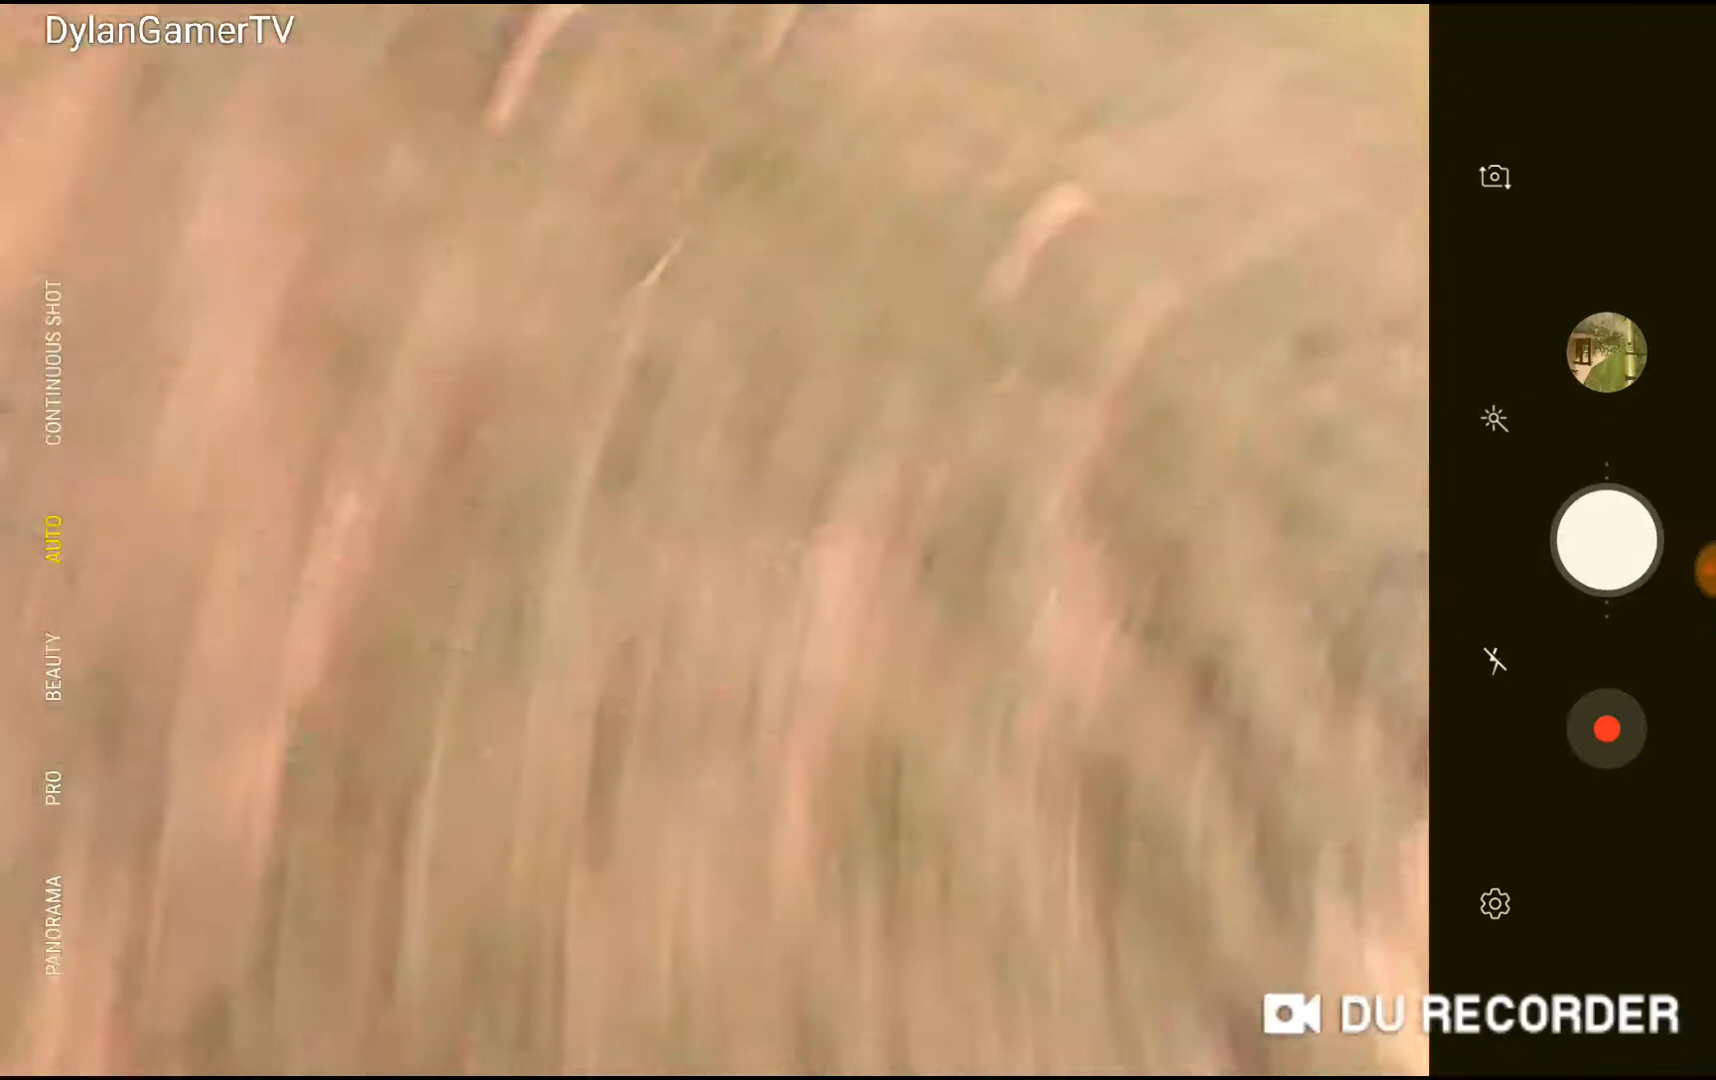 DylanGamerTV
CONTINUOUS SHOT
AUTO
BEAUTY
PRO
PANORAMA
DU RECORDER